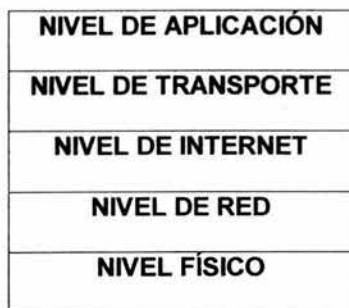 NIVEL DE APLICACIÓN
NIVEL DE TRANSPORTE
NIVEL DE INTERNET
NIVEL DE RED
NIVEL FÍSICO